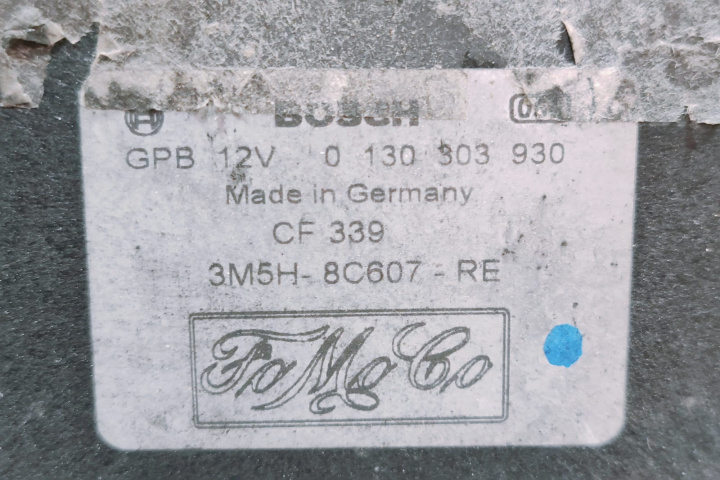 BOSCH
GPB 12V 0 130 303 930
Made in Germany
CF 339
3M5H- 8C607 - RE
FoMoCo